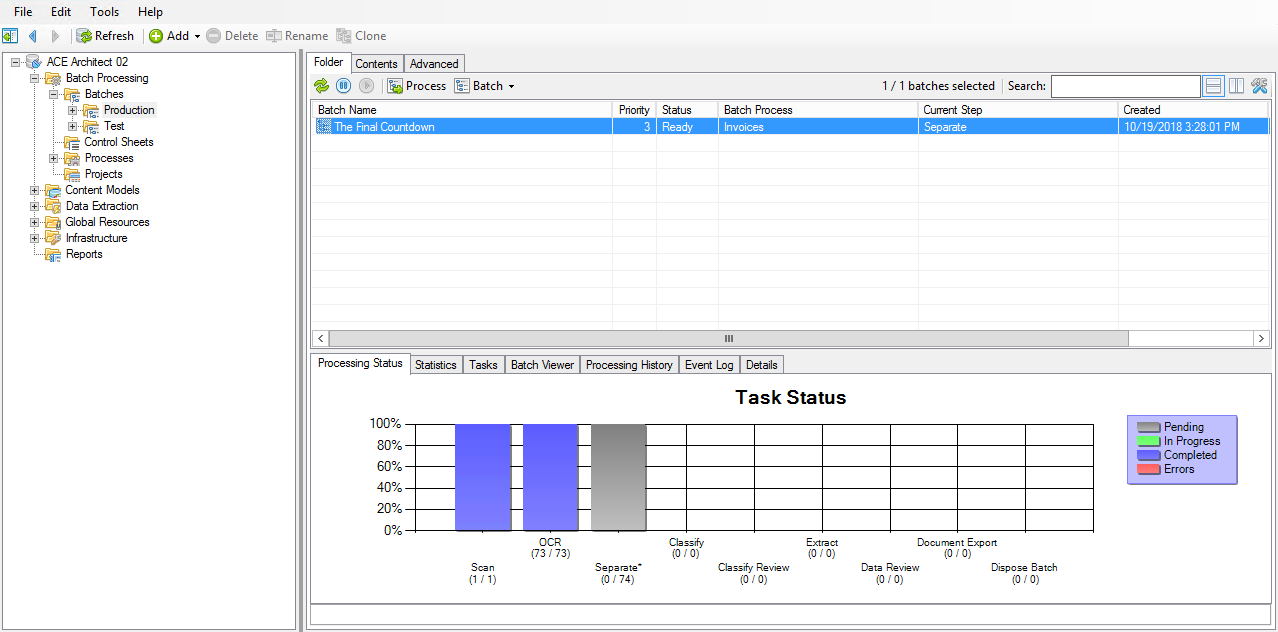 File Edit Tools Help
Refresh Add Delete Rename Clone
ACE Architect 02
Batch Processing
Batches
Production
Test
Control Sheets
Processes
Projects
Content Models
Data Extraction
Global Resources
Infrastructure
Reports
Folder Contents Advanced
Process Batch 1 / 1 batches selected Search:
Batch Name Priority Status Batch Process Current Step Created
The Final Countdown 3 Ready Invoices Separate 10/19/2018 3:28:01 PM
Processing Status Statistics Tasks Batch Viewer Processing History Event Log Details
Task Status
100%
80%
60%
40%
20%
0%
Pending
In Progress
Completed
Errors
OCR Classify Extract Document Export
(73 / 73) (0 / 0) (0 / 0) (0 / 0)
Scan Separate* Classify Review Data Review Dispose Batch
(1 / 1) (0 / 74) (0 / 0) (0 / 0) (0 / 0)